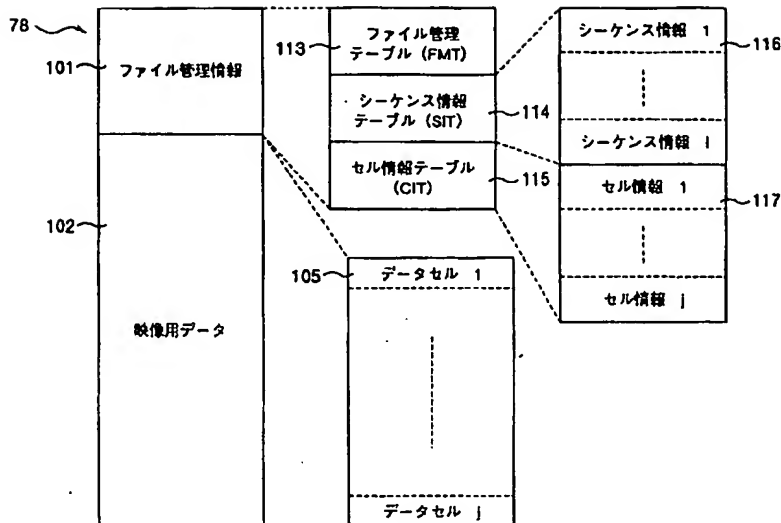 78
101
ファイル管理情報
102
映像用データ
113
ファイル管理
テーブル (FMT)
シーケンス情報
テーブル (SIT)
114
セル情報テーブル
(CIT)
115
シーケンス情報 1
116
シーケンス情報 i
セル情報 1
117
セル情報 j
105
データセル 1
データセル j